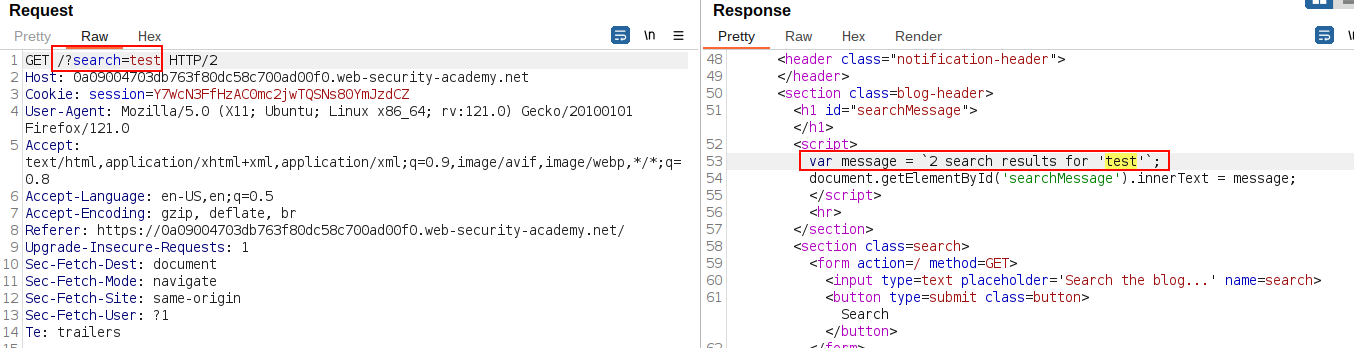 Request
Pretty Raw Hex
\n
1 GET /?search=test HTTP/2
2 Host: 0a09004703db763f80dc58c700ad00f0.web-security-academy.net
3 Cookie: session=Y7WcN3FfHzAC0mc2jwTQSNs8OYmJzdCZ
4 User-Agent: Mozilla/5.0 (X11; Ubuntu; Linux x86_64; rv:121.0) Gecko/20100101
Firefox/121.0
5 Accept:
text/html,application/xhtml+xml,application/xml;q=0.9,image/avif,image/webp,*/*;q=
0.8
6 Accept-Language: en-US,en;q=0.5
7 Accept-Encoding: gzip, deflate, br
8 Referer: https://0a09004703db763f80dc58c700ad00f0.web-security-academy.net/
9 Upgrade-Insecure-Requests: 1
10 Sec-Fetch-Dest: document
11 Sec-Fetch-Mode: navigate
12 Sec-Fetch-Site: same-origin
13 Sec-Fetch-User: ?1
14 Te: trailers
15
Response
Pretty Raw Hex Render
48 <header class="notification-header">
49 </header>
50 <section class=blog-header>
51 <h1 id="searchMessage">
</h1>
52 <script>
53 var message = `2 search results for 'test'`;
54 document.getElementById('searchMessage').innerText = message;
55 </script>
56 <hr>
57 </section>
58 <section class=search>
59 <form action=/ method=GET>
60 <input type=text placeholder='Search the blog...' name=search>
61 <button type=submit class=button>
Search
</button>
62 </form>